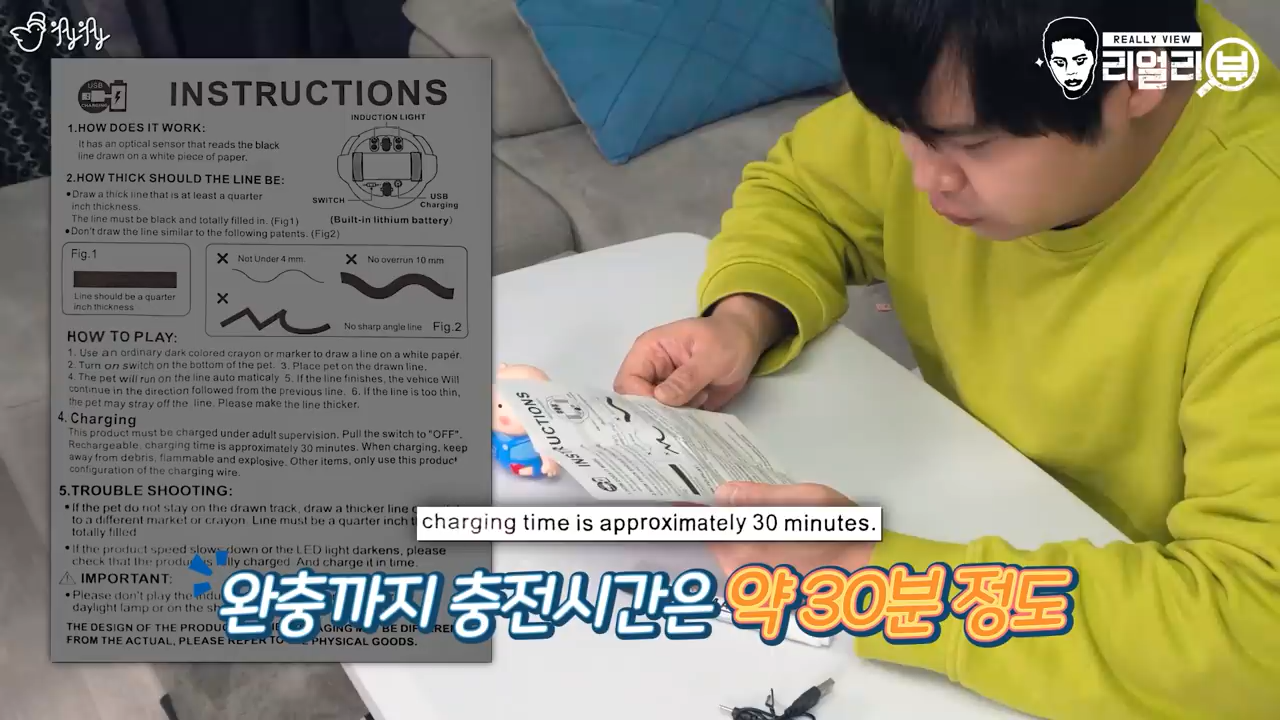 퓌퓌
REALLY VIEW
리얼리뷰
USB
CHARGING
INSTRUCTIONS
1.HOW DOES IT WORK:
It has an optical sensor that reads the black
line drawn on a white piece of paper.
2.HOW THICK SHOULD THE LINE BE:
•Draw a thick line that is at least a quarter
inch thickness.
The line must be black and totally filled in. (Fig1)
•Don't draw the line similar to the following patents. (Fig2)
INDUCTION LIGHT
SWITCH
USB
Charging
(Built-in lithium battery)
Fig.1
Line should be a quarter
inch thickness
Not Under 4 mm.
No overrun 10 mm
No sharp angle line
Fig.2
HOW TO PLAY:
1. Use an ordinary dark colored crayon or marker to draw a line on a white paper.
2. Turn on switch on the bottom of the pet. 3. Place pet on the drawn line.
4. The pet will run on the line auto maticaly 5. If the line finishes, the vehice Will
continue in the direction followed from the previous line. 6. If the line is too thin,
the pet may stray off the line. Please make the line thicker.
4. Charging
This product must be charged under adult supervision. Pull the switch to "OFF".
Rechargeable, charging time is approximately 30 minutes. When charging, keep
away from debris, flammable and explosive. Other items, only use this product
configuration of the charging wire.
5.TROUBLE SHOOTING:
•If the pet do not stay on the drawn track, draw a thicker line
to a different market or crayon. Line must be a quarter inch
totally filled
•If the product speed slows down or the LED light darkens, please
check that the product fully charged. And charge it in time.
IMPORTANT:
•Please don't play the
daylight lamp or on the
THE DESIGN OF THE
FROM THE ACTUAL, PLEASE REFER TO PHYSICAL GOODS.
INSTRUCTIONS
charging time is approximately 30 minutes.
완충까지 충전시간은 약 30분 정도